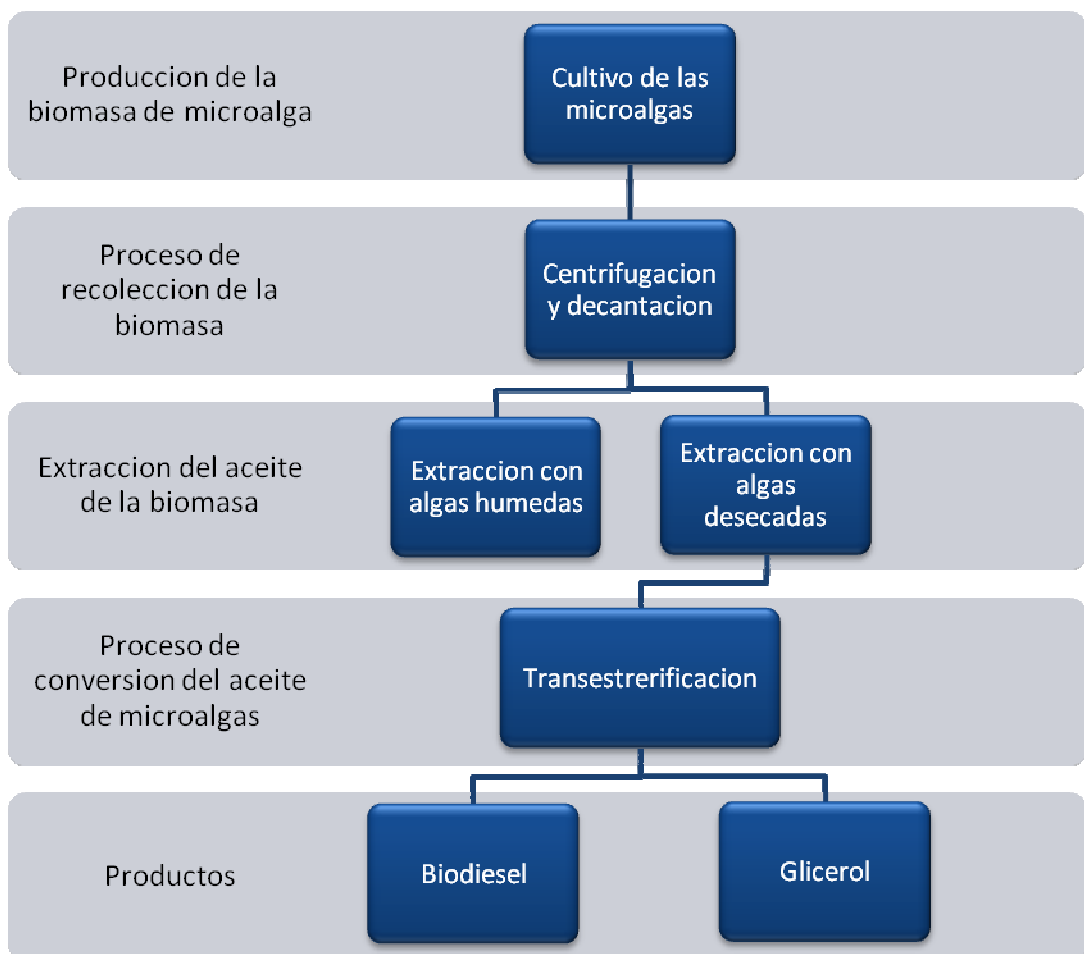 Produccion de la
biomasa de microalga
Cultivo de las
microalgas
Proceso de
recoleccion de la
biomasa
Centrifugacion
y decantacion
Extraccion del aceite
de la biomasa
Extraccion con
algas humedas
Extraccion con
algas
desecadas
Proceso de
conversion del aceite
de microalgas
Transestrerificacion
Productos
Biodiesel
Glicerol